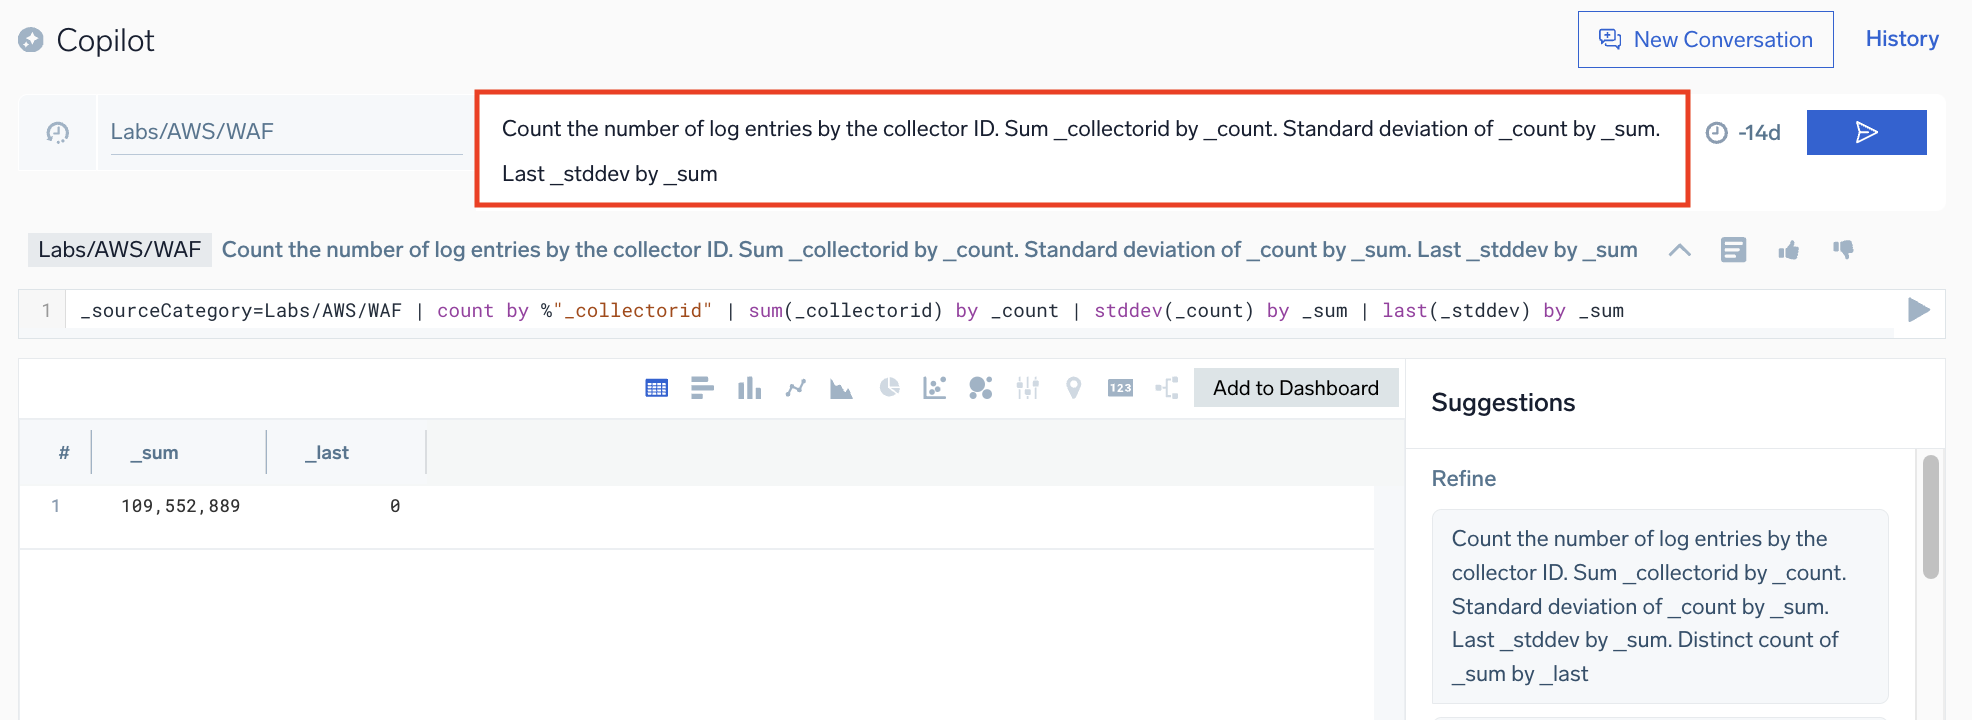 Copilot
New Conversation
History
Labs/AWS/WAF
Count the number of log entries by the collector ID. Sum _collectorid by _count. Standard deviation of _count by _sum.
Last _stddev by _sum
-14d
Labs/AWS/WAF Count the number of log entries by the collector ID. Sum _collectorid by _count. Standard deviation of _count by _sum. Last _stddev by _sum
1 _sourceCategory=Labs/AWS/WAF | count by %"_collectorid" | sum(_collectorid) by _count | stddev(_count) by _sum | last(_stddev) by _sum
123
Add to Dashboard
# _sum _last
1 109,552,889 0
Suggestions
Refine
Count the number of log entries by the
collector ID. Sum _collectorid by _count.
Standard deviation of _count by _sum.
Last _stddev by _sum. Distinct count of
_sum by _last